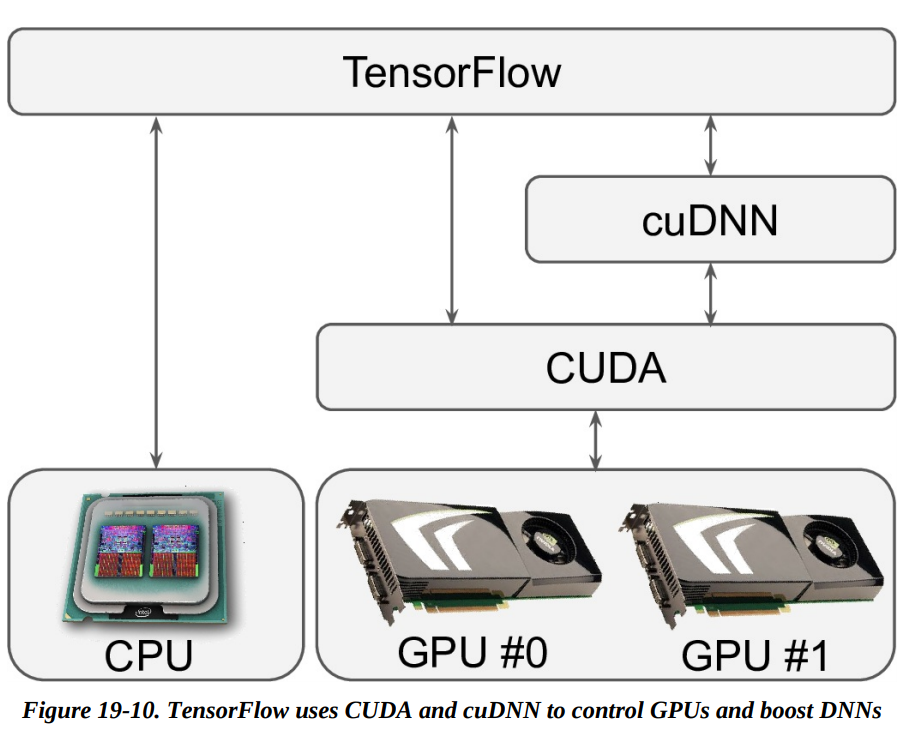 TensorFlow
cuDNN
CUDA
intel
CPU
GPU #0
GPU #1
Figure 19-10. TensorFlow uses CUDA and cuDNN to control GPUs and boost DNNs